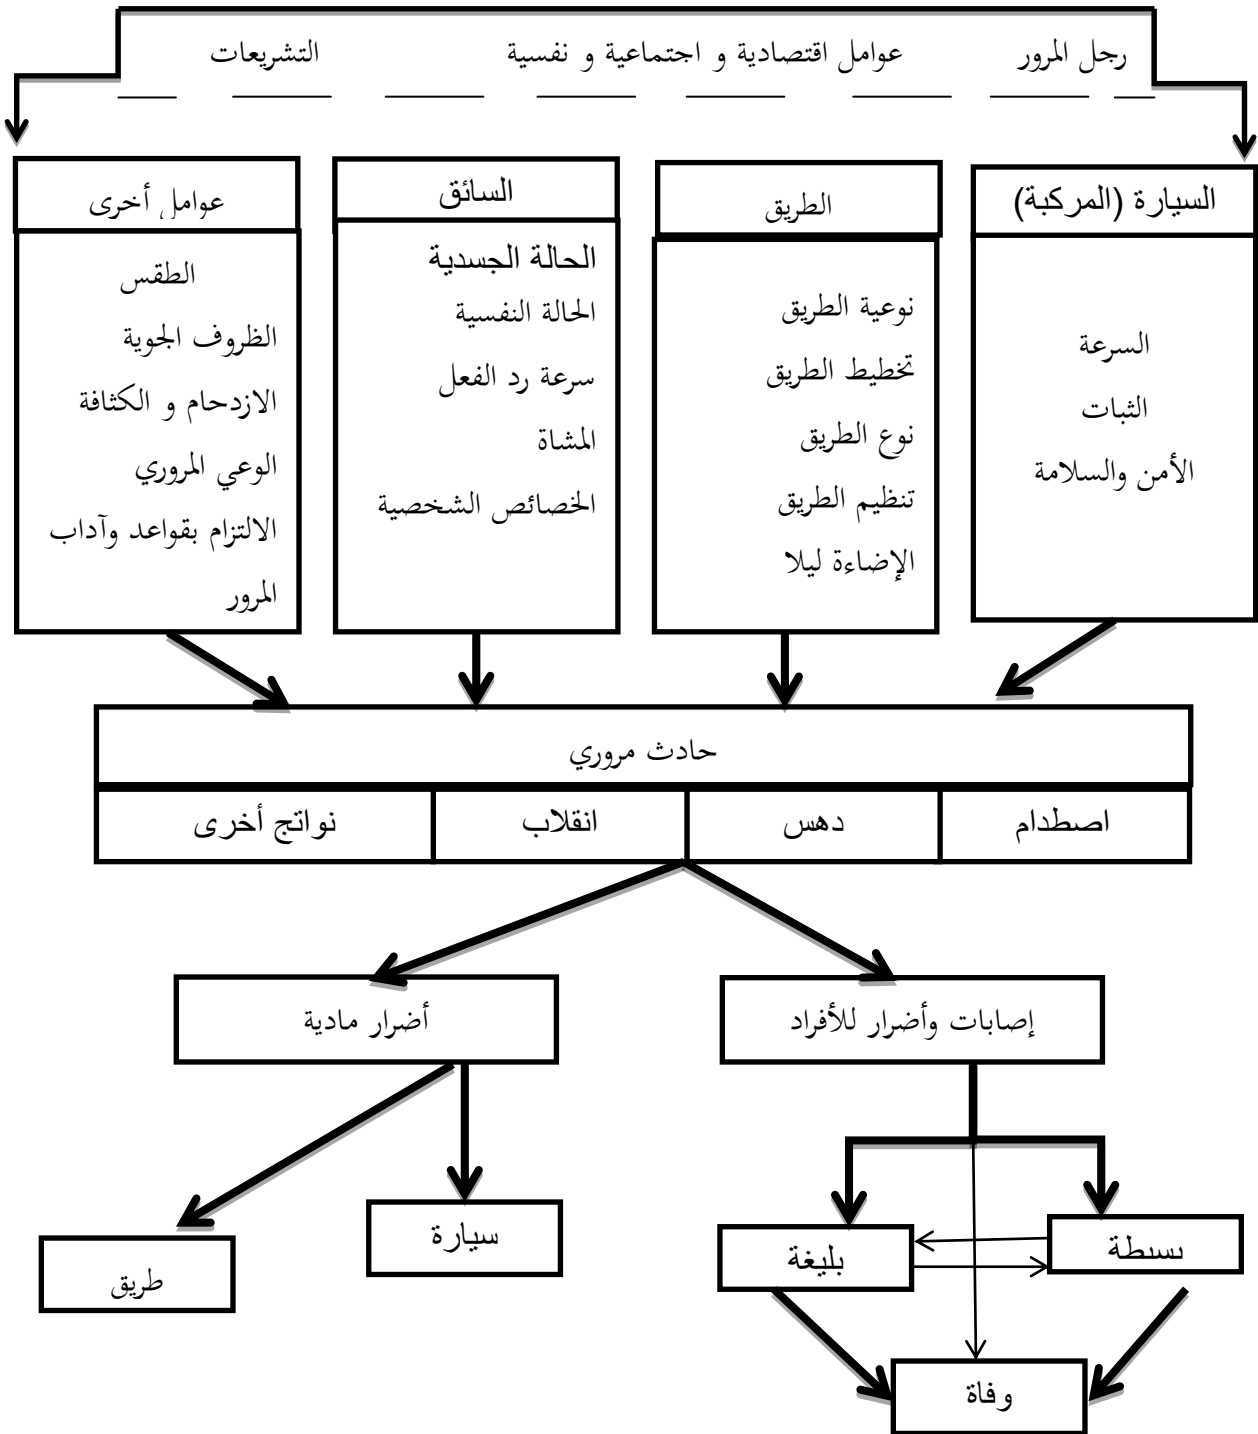 رجل المرور عوامل اقتصادية و اجتماعية و نفسية التشريعات
السيارة (المركبة)
السرعة
الثبات
الأمن والسلامة
الطريق
نوعية الطريق
تخطيط الطريق
نوع الطريق
تنظيم الطريق
الإضاءة ليلا
السائق
الحالة الجسدية
الحالة النفسية
سرعة رد الفعل
المشاة
الخصائص الشخصية
عوامل أخرى
الطقس
الظروف الجوية
الازدحام و الكثافة
الوعي المروري
الالتزام بقواعد وآداب
المرور
حادث مروري
اصطدام
دهس
انقلاب
نواتج أخرى
إصابات وأضرار للأفراد
أضرار مادية
بسيطة
بليغة
سيارة
طريق
وفاة